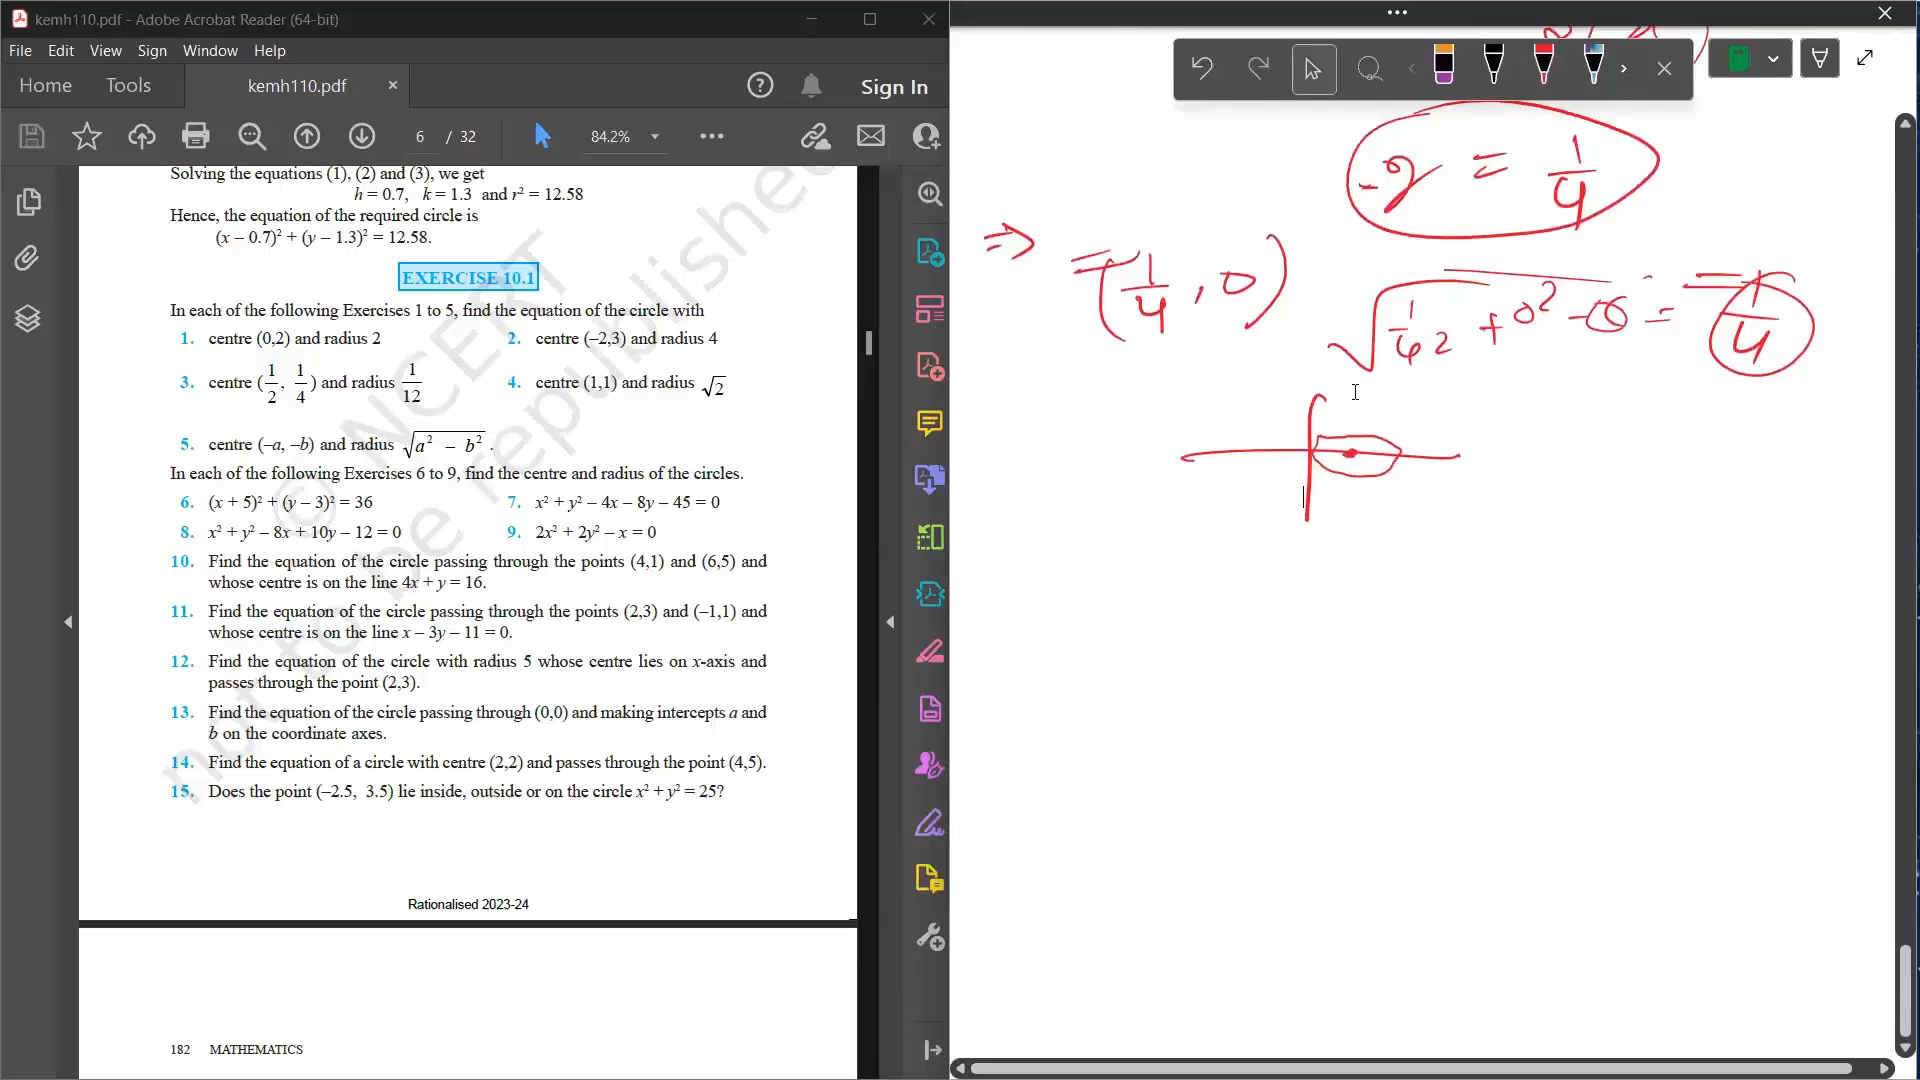 kemh110.pdf - Adobe Acrobat Reader (64-bit)
File Edit View Sign Window Help
Home Tools kemh110.pdf × Sign In
6 / 32 84.2%
Solving the equations (1), (2) and (3), we get
h = 0.7, k = 1.3 and r² = 12.58
Hence, the equation of the required circle is
(x – 0.7)² + (y – 1.3)² = 12.58.
EXERCISE 10.1
In each of the following Exercises 1 to 5, find the equation of the circle with
1. centre (0,2) and radius 2 2. centre (–2,3) and radius 4
3. centre (1/2, 1/4) and radius 1/12 4. centre (1,1) and radius √2
5. centre (–a, –b) and radius √(a² – b²).
In each of the following Exercises 6 to 9, find the centre and radius of the circles.
6. (x + 5)² + (y – 3)² = 36 7. x² + y² – 4x – 8y – 45 = 0
8. x² + y² – 8x + 10y – 12 = 0 9. 2x² + 2y² – x = 0
10. Find the equation of the circle passing through the points (4,1) and (6,5) and
whose centre is on the line 4x + y = 16.
11. Find the equation of the circle passing through the points (2,3) and (–1,1) and
whose centre is on the line x – 3y – 11 = 0.
12. Find the equation of the circle with radius 5 whose centre lies on x-axis and
passes through the point (2,3).
13. Find the equation of the circle passing through (0,0) and making intercepts a and
b on the coordinate axes.
14. Find the equation of a circle with centre (2,2) and passes through the point (4,5).
15. Does the point (–2.5, 3.5) lie inside, outside or on the circle x² + y² = 25?
© NCERT
not to be republished
Rationalised 2023-24
182 MATHEMATICS
-g = 1/4
⇒ (1/4, 0)
= 1/4